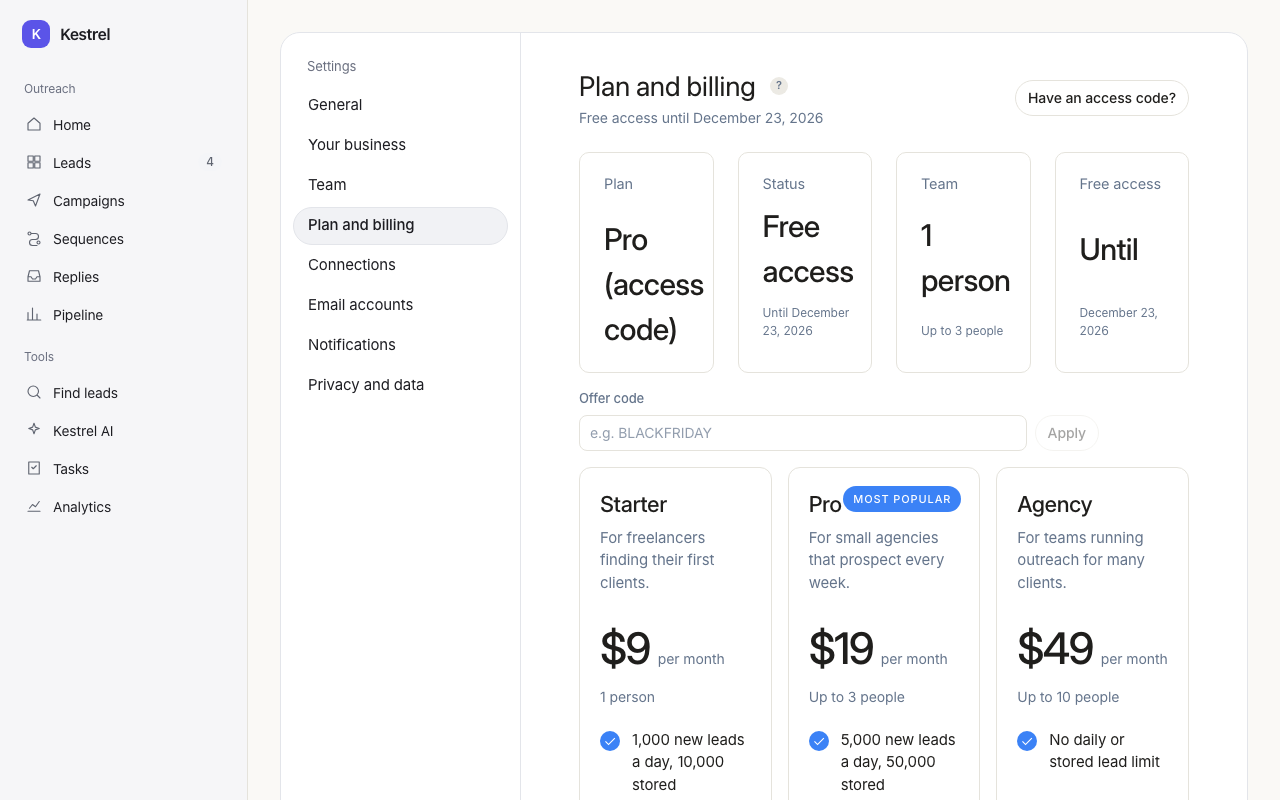 K
Kestrel
Outreach
Home
Leads
4
Campaigns
Sequences
Replies
Pipeline
Tools
Find leads
Kestrel AI
Tasks
Analytics
Settings
General
Your business
Team
Plan and billing
Connections
Email accounts
Notifications
Privacy and data
Plan and billing
?
Free access until December 23, 2026
Have an access code?
Plan
Pro
(access
code)
Status
Free
access
Until December
23, 2026
Team
1
person
Up to 3 people
Free access
Until
December 23,
2026
Offer code
e.g. BLACKFRIDAY
Apply
Starter
For freelancers
finding their first
clients.
$9 per month
1 person
1,000 new leads
a day, 10,000
stored
Pro
MOST POPULAR
For small agencies
that prospect every
week.
$19 per month
Up to 3 people
5,000 new leads
a day, 50,000
stored
Agency
For teams running
outreach for many
clients.
$49 per month
Up to 10 people
No daily or
stored lead limit